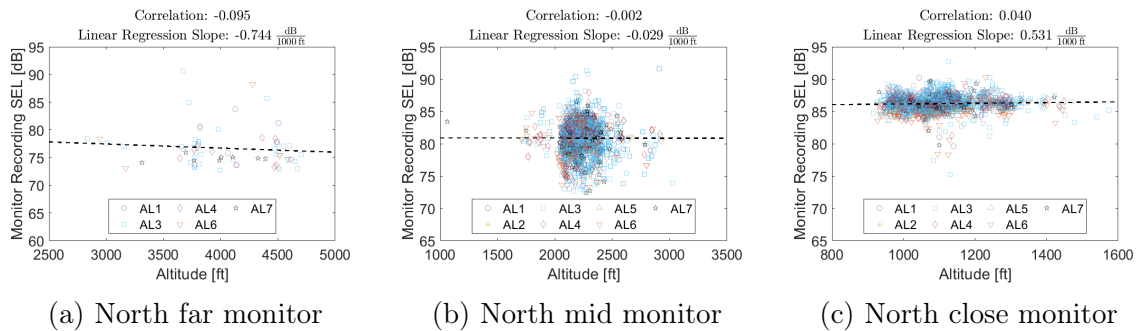 Correlation: -0.095
Linear Regression Slope: -0.744 dB/1000 ft
Monitor Recording SEL [dB]
95
90
85
80
75
70
65
60
AL1 AL4 AL7
AL3 AL6
2500 3000 3500 4000 4500 5000
Altitude [ft]
(a) North far monitor
Correlation: -0.002
Linear Regression Slope: -0.029 dB/1000 ft
Monitor Recording SEL [dB]
95
90
85
80
75
70
65
AL1 AL3 AL5 AL7
AL2 AL4 AL6
1000 1500 2000 2500 3000 3500
Altitude [ft]
(b) North mid monitor
Correlation: 0.040
Linear Regression Slope: 0.531 dB/1000 ft
Monitor Recording SEL [dB]
95
90
85
80
75
70
65
AL1 AL3 AL5 AL7
AL2 AL4 AL6
800 1000 1200 1400 1600
Altitude [ft]
(c) North close monitor